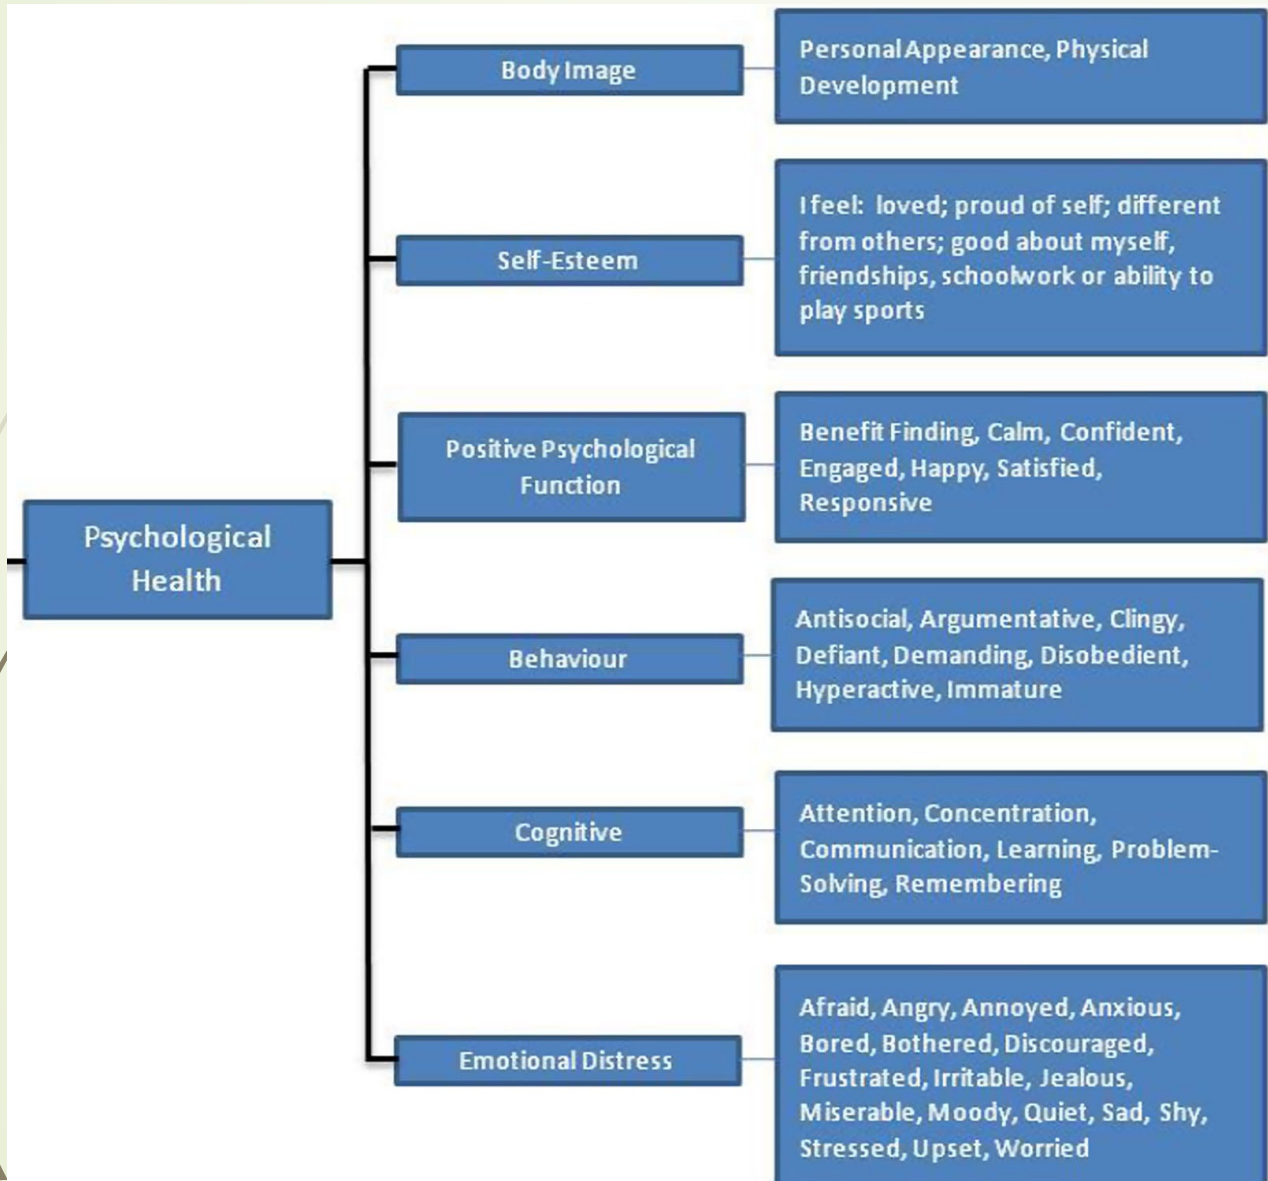 Psychological
Health
Body Image
Personal Appearance, Physical
Development
Self-Esteem
I feel: loved; proud of self; different
from others; good about myself,
friendships, schoolwork or ability to
play sports
Positive Psychological
Function
Benefit Finding, Calm, Confident,
Engaged, Happy, Satisfied,
Responsive
Behaviour
Antisocial, Argumentative, Clingy,
Defiant, Demanding, Disobedient,
Hyperactive, Immature
Cognitive
Attention, Concentration,
Communication, Learning, Problem-
Solving, Remembering
Emotional Distress
Afraid, Angry, Annoyed, Anxious,
Bored, Bothered, Discouraged,
Frustrated, Irritable, Jealous,
Miserable, Moody, Quiet, Sad, Shy,
Stressed, Upset, Worried